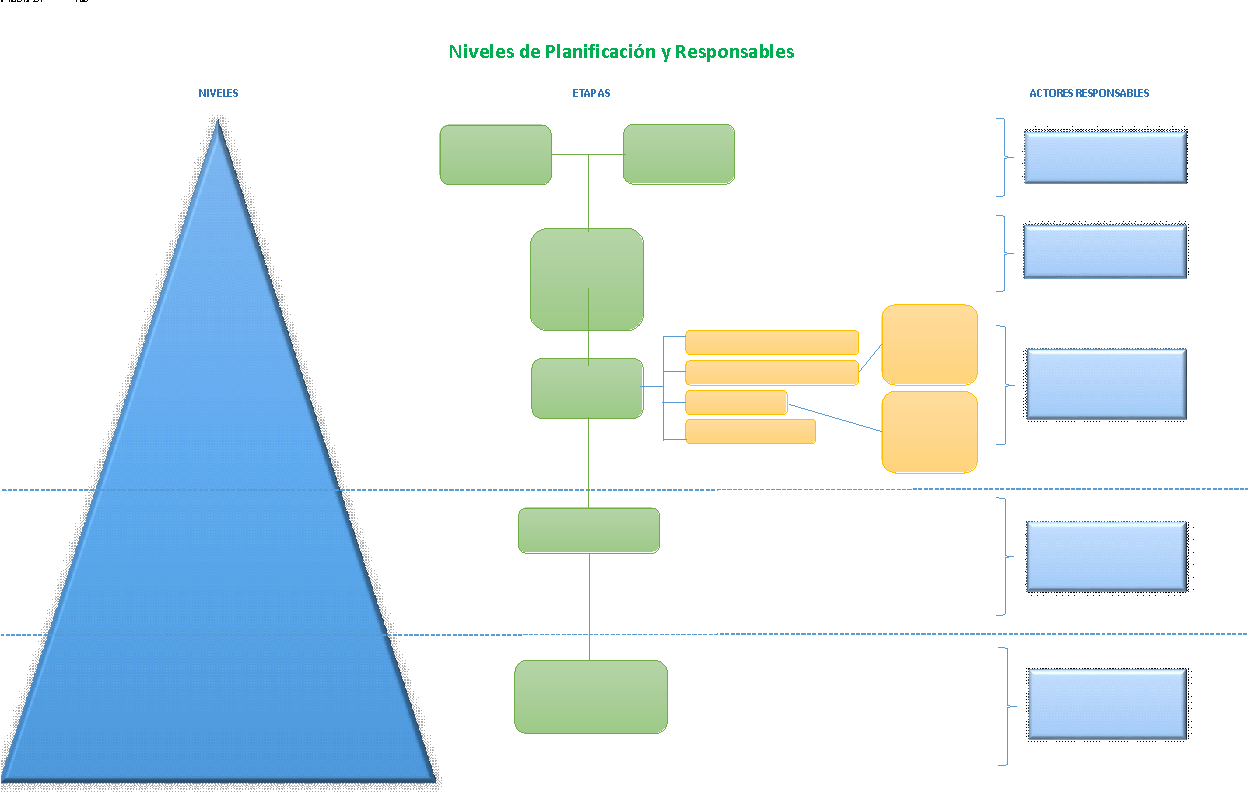 Niveles de Planificación y Responsables
NIVELES
ETAPAS
ACTORES RESPONSABLES